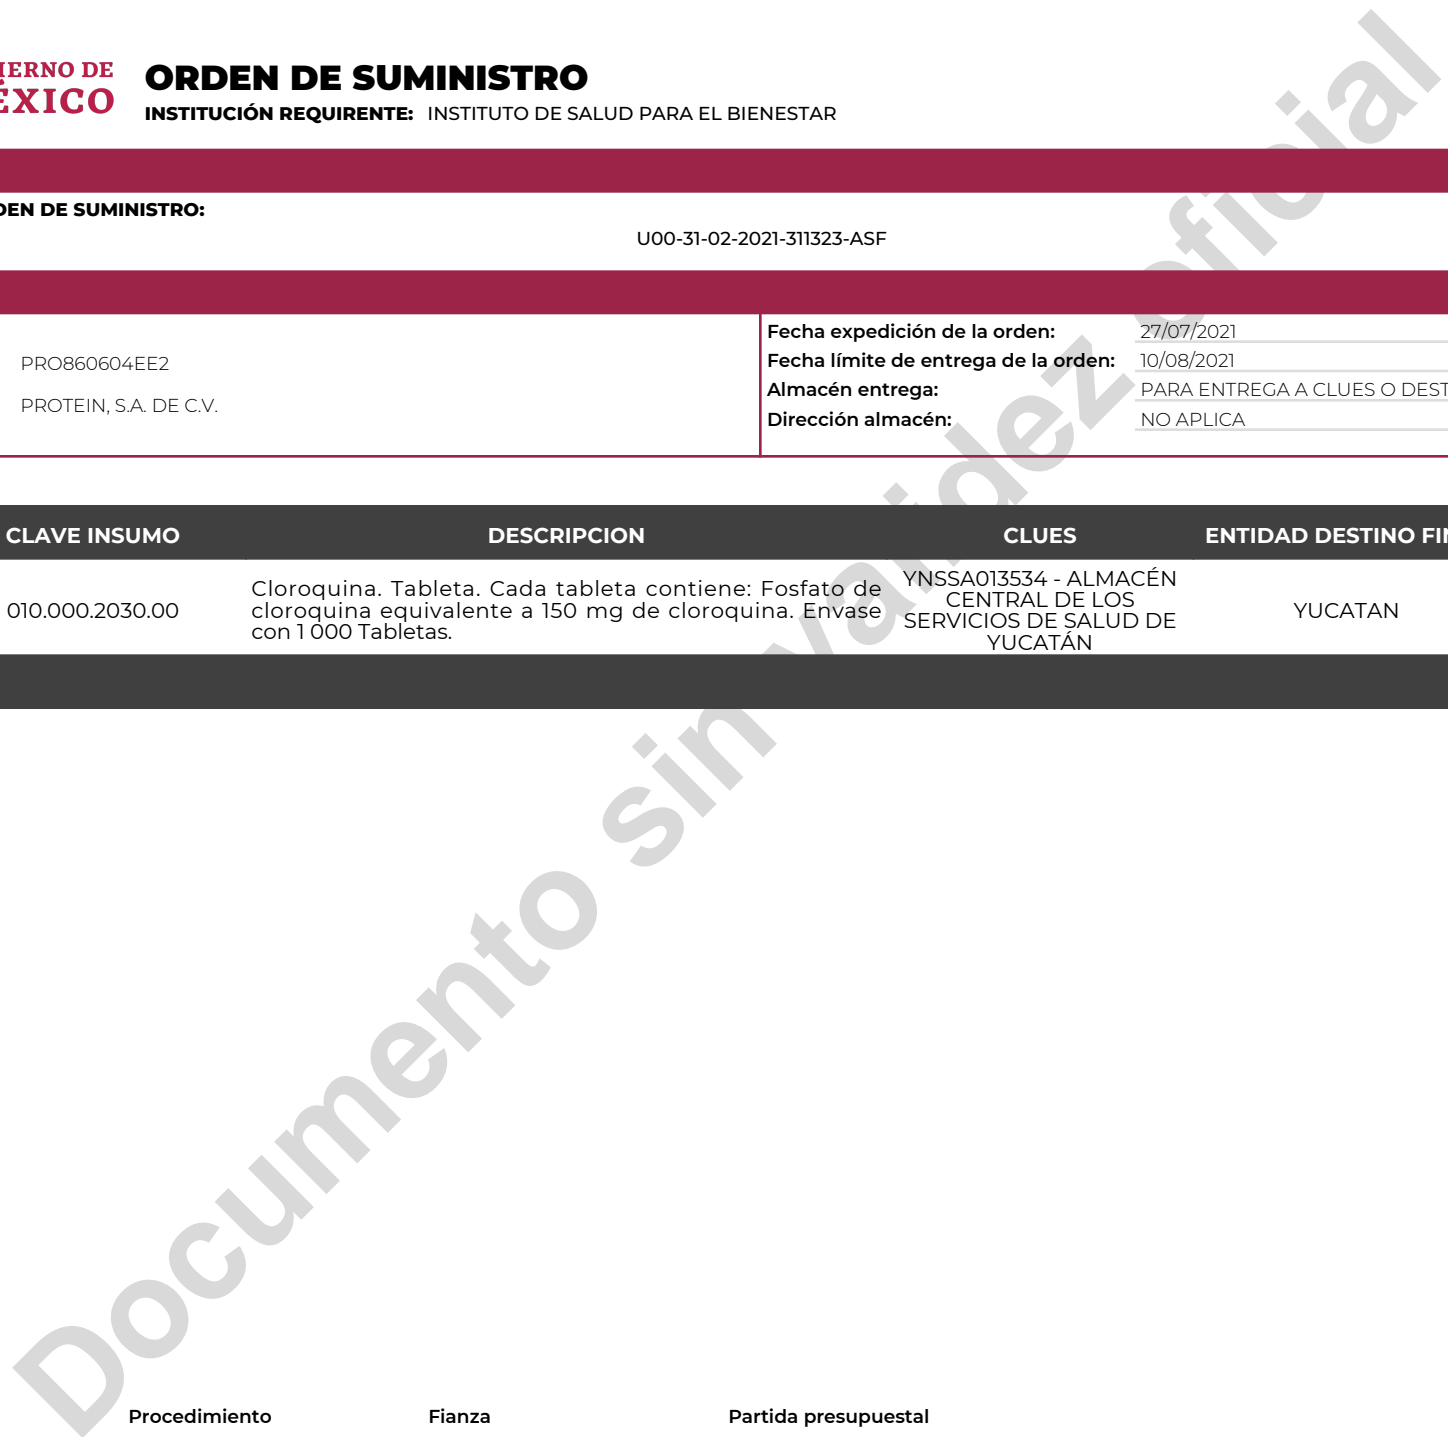 IERNO DE
ÉXICO
ORDEN DE SUMINISTRO
INSTITUCIÓN REQUIRENTE: INSTITUTO DE SALUD PARA EL BIENESTAR
DEN DE SUMINISTRO:
U00-31-02-2021-311323-ASF
PRO860604EE2
PROTEIN, S.A. DE C.V.
Fecha expedición de la orden: 27/07/2021
Fecha límite de entrega de la orden: 10/08/2021
Almacén entrega: PARA ENTREGA A CLUES O DEST
Dirección almacén: NO APLICA
CLAVE INSUMO DESCRIPCION CLUES ENTIDAD DESTINO FIN
010.000.2030.00
Cloroquina. Tableta. Cada tableta contiene: Fosfato de
cloroquina equivalente a 150 mg de cloroquina. Envase
con 1 000 Tabletas.
YNSSA013534 - ALMACÉN
CENTRAL DE LOS
SERVICIOS DE SALUD DE
YUCATÁN
YUCATAN
Documento sin validez oficial
Procedimiento Fianza Partida presupuestal